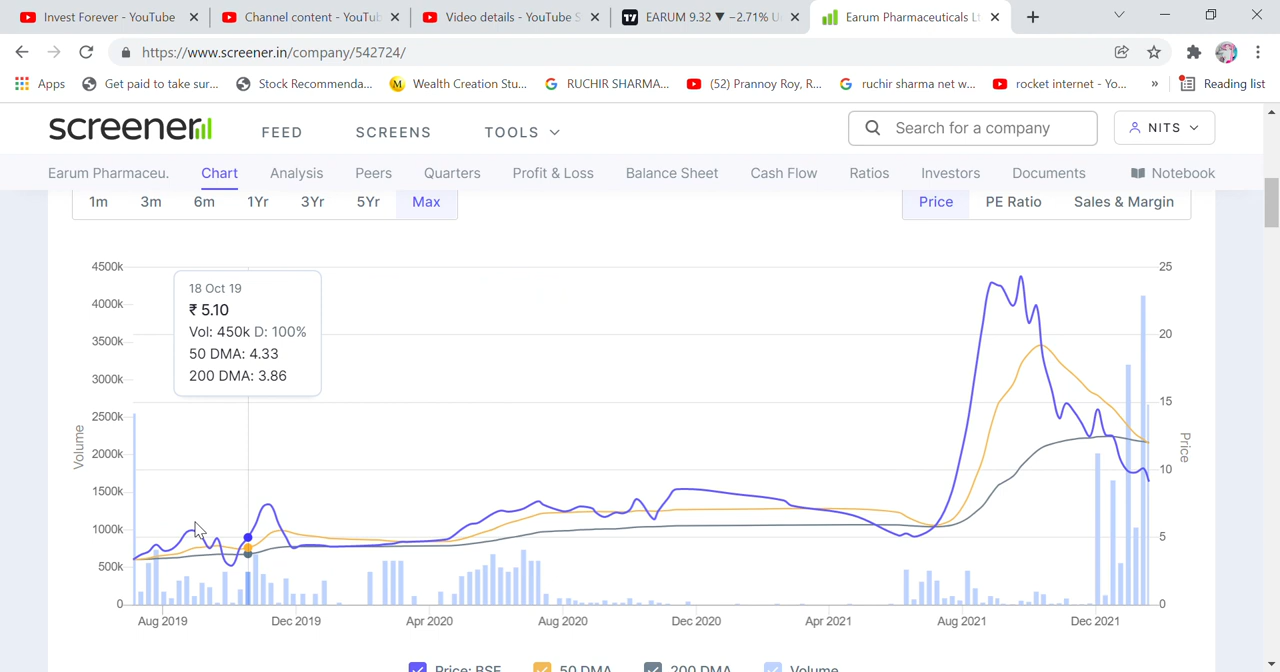 Invest Forever - YouTube
Channel content - YouTub
Video details - YouTube S
EARUM 9.32 ▼ −2.71% U
Earum Pharmaceuticals Lt
https://www.screener.in/company/542724/
Apps
Get paid to take sur...
Stock Recommenda...
Wealth Creation Stu...
RUCHIR SHARMA...
(52) Prannoy Roy, R...
ruchir sharma net w...
rocket internet - Yo...
»
Reading list
screener
FEED
SCREENS
TOOLS
Search for a company
NITS
Earum Pharmaceu.
Chart
Analysis
Peers
Quarters
Profit & Loss
Balance Sheet
Cash Flow
Ratios
Investors
Documents
Notebook
1m 3m 6m 1Yr 3Yr 5Yr Max
Price PE Ratio Sales & Margin
4500k
4000k
3500k
3000k
2500k
2000k
1500k
1000k
500k
0
Volume
18 Oct 19
₹ 5.10
Vol: 450k D: 100%
50 DMA: 4.33
200 DMA: 3.86
25
20
15
10
5
0
Price
Aug 2019 Dec 2019 Apr 2020 Aug 2020 Dec 2020 Apr 2021 Aug 2021 Dec 2021
Price: BSE 50 DMA 200 DMA Volume